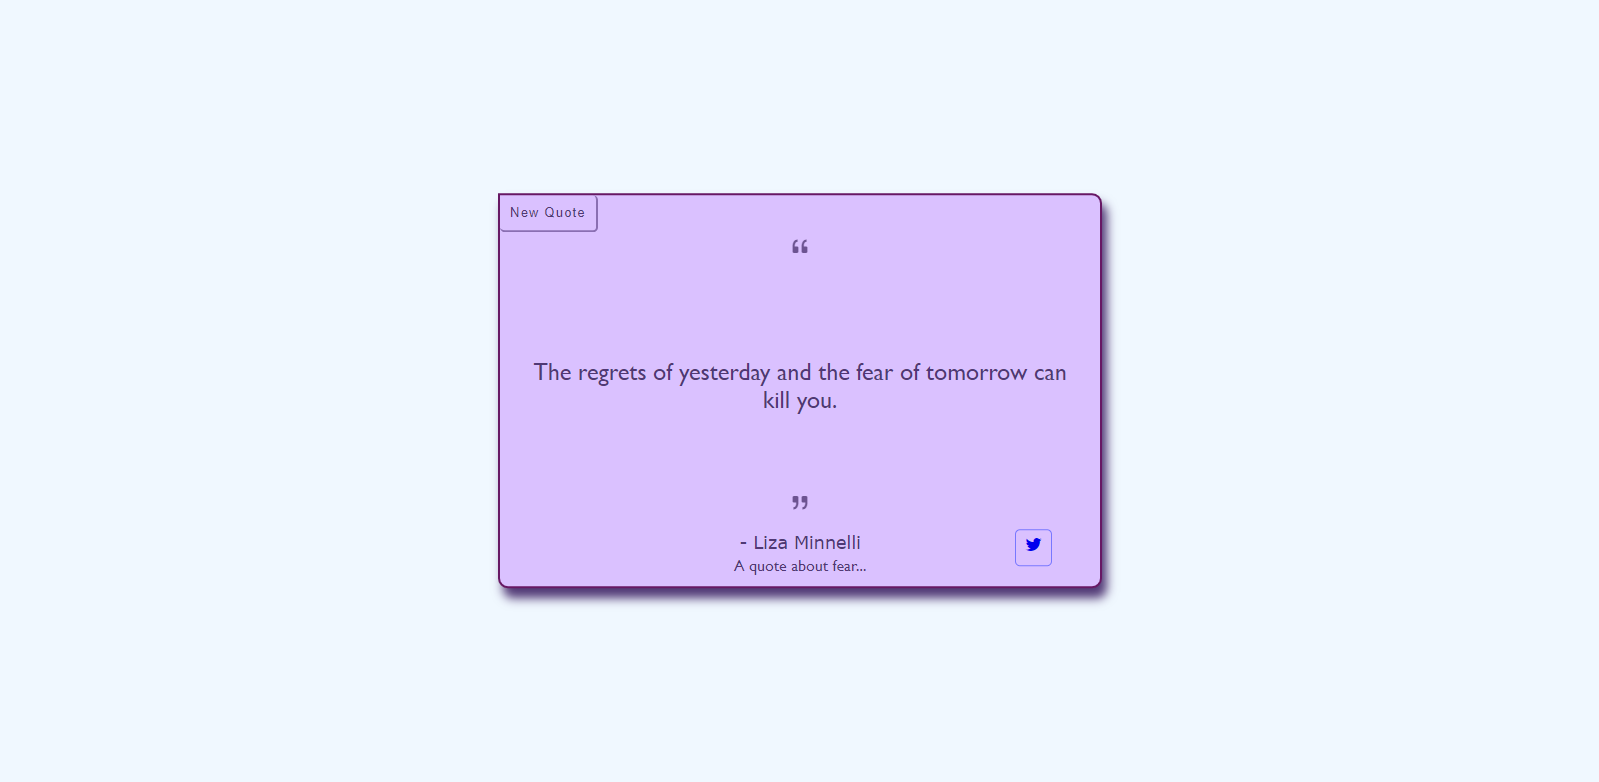 New Quote
“
The regrets of yesterday and the fear of tomorrow can
kill you.
”
- Liza Minnelli
A quote about fear...